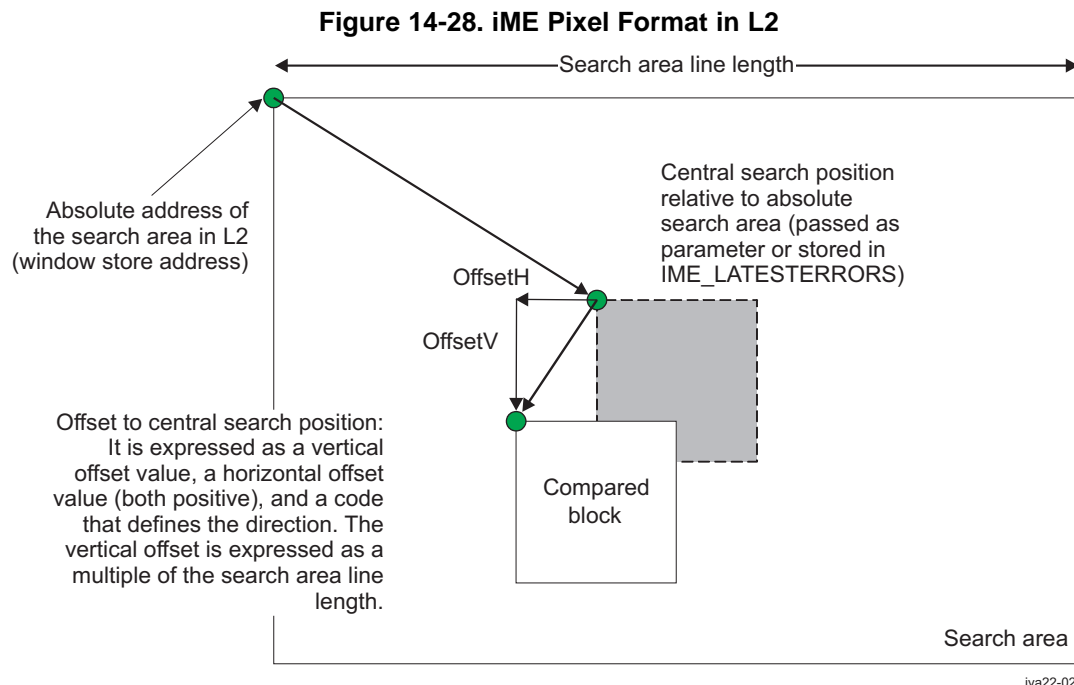 Figure 14-28. iME Pixel Format in L2
Search area line length
Central search position
relative to absolute
search area (passed as
parameter or stored in
IME_LATESTERRORS)
Absolute address of
the search area in L2
(window store address)
OffsetH
OffsetV
Offset to central search position:
It is expressed as a vertical
offset value, a horizontal offset
value (both positive), and a code
that defines the direction. The
vertical offset is expressed as a
multiple of the search area line
length.
Compared
block
Search area
iva22-02